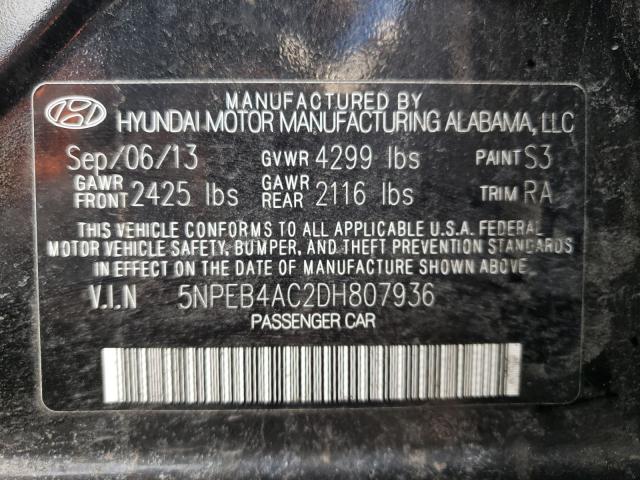 MANUFACTURED BY
HYUNDAI MOTOR MANUFACTURING ALABAMA, LLC
Sep/06/13 GVWR 4299 lbs PAINT S3
GAWR FRONT 2425 lbs GAWR REAR 2116 lbs TRIM RA
THIS VEHICLE CONFORMS TO ALL APPLICABLE U.S.A. FEDERAL
MOTOR VEHICLE SAFETY, BUMPER, AND THEFT PREVENTION STANDARDS
IN EFFECT ON THE DATE OF MANUFACTURE SHOWN ABOVE.
V.I.N 5NPEB4AC2DH807936
PASSENGER CAR